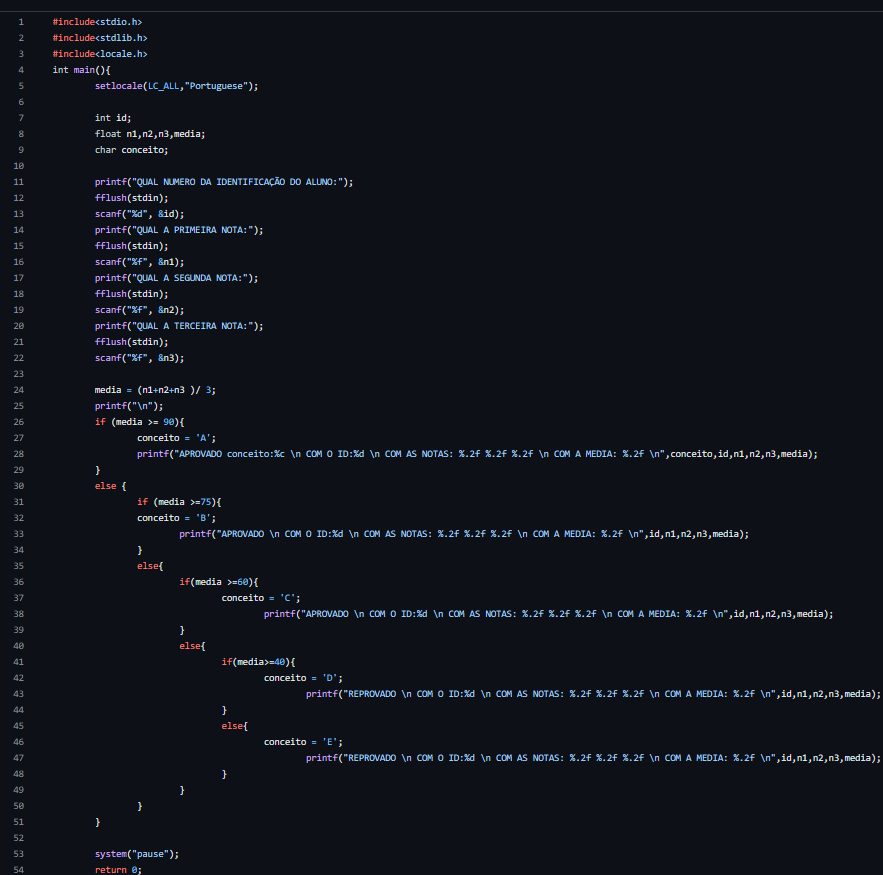 1 #include<stdio.h>
2 #include<stdlib.h>
3 #include<locale.h>
4 int main(){
5 setlocale(LC_ALL,"Portuguese");
6
7 int id;
8 float n1,n2,n3,media;
9 char conceito;
10
11 printf("QUAL NUMERO DA IDENTIFICAÇÃO DO ALUNO:");
12 fflush(stdin);
13 scanf("%d", &id);
14 printf("QUAL A PRIMEIRA NOTA:");
15 fflush(stdin);
16 scanf("%f", &n1);
17 printf("QUAL A SEGUNDA NOTA:");
18 fflush(stdin);
19 scanf("%f", &n2);
20 printf("QUAL A TERCEIRA NOTA:");
21 fflush(stdin);
22 scanf("%f", &n3);
23
24 media = (n1+n2+n3 )/ 3;
25 printf("\n");
26 if (media >= 90){
27 conceito = 'A';
28 printf("APROVADO conceito:%c \n COM O ID:%d \n COM AS NOTAS: %.2f %.2f %.2f \n COM A MEDIA: %.2f \n",conceito,id,n1,n2,n3,media);
29 }
30 else {
31 if (media >=75){
32 conceito = 'B';
33 printf("APROVADO \n COM O ID:%d \n COM AS NOTAS: %.2f %.2f %.2f \n COM A MEDIA: %.2f \n",id,n1,n2,n3,media);
34 }
35 else{
36 if(media >=60){
37 conceito = 'C';
38 printf("APROVADO \n COM O ID:%d \n COM AS NOTAS: %.2f %.2f %.2f \n COM A MEDIA: %.2f \n",id,n1,n2,n3,media);
39 }
40 else{
41 if(media>=40){
42 conceito = 'D';
43 printf("REPROVADO \n COM O ID:%d \n COM AS NOTAS: %.2f %.2f %.2f \n COM A MEDIA: %.2f \n",id,n1,n2,n3,media);
44 }
45 else{
46 conceito = 'E';
47 printf("REPROVADO \n COM O ID:%d \n COM AS NOTAS: %.2f %.2f %.2f \n COM A MEDIA: %.2f \n",id,n1,n2,n3,media);
48 }
49 }
50 }
51 }
52
53 system("pause");
54 return 0;